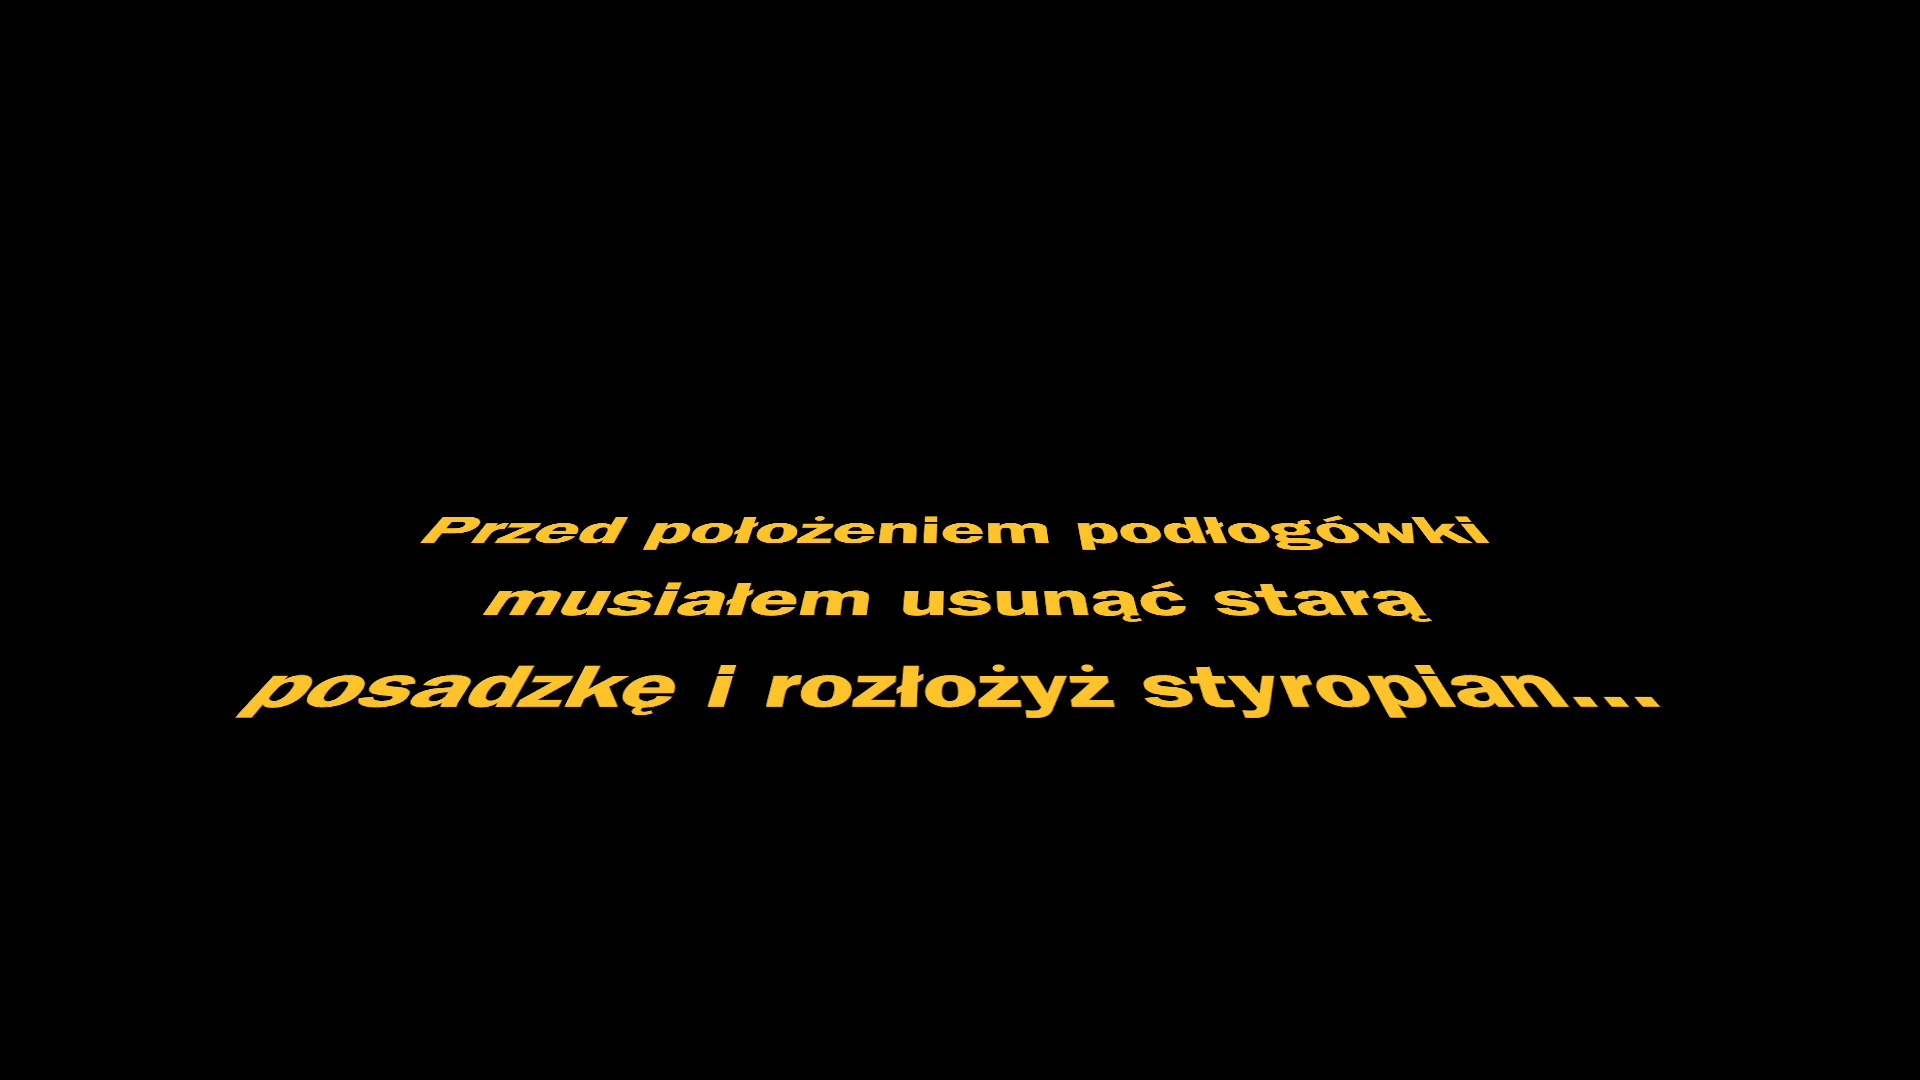 Przed położeniem podłogówki
musiałem usunąć starą
posadzkę i rozłożyż styropian...